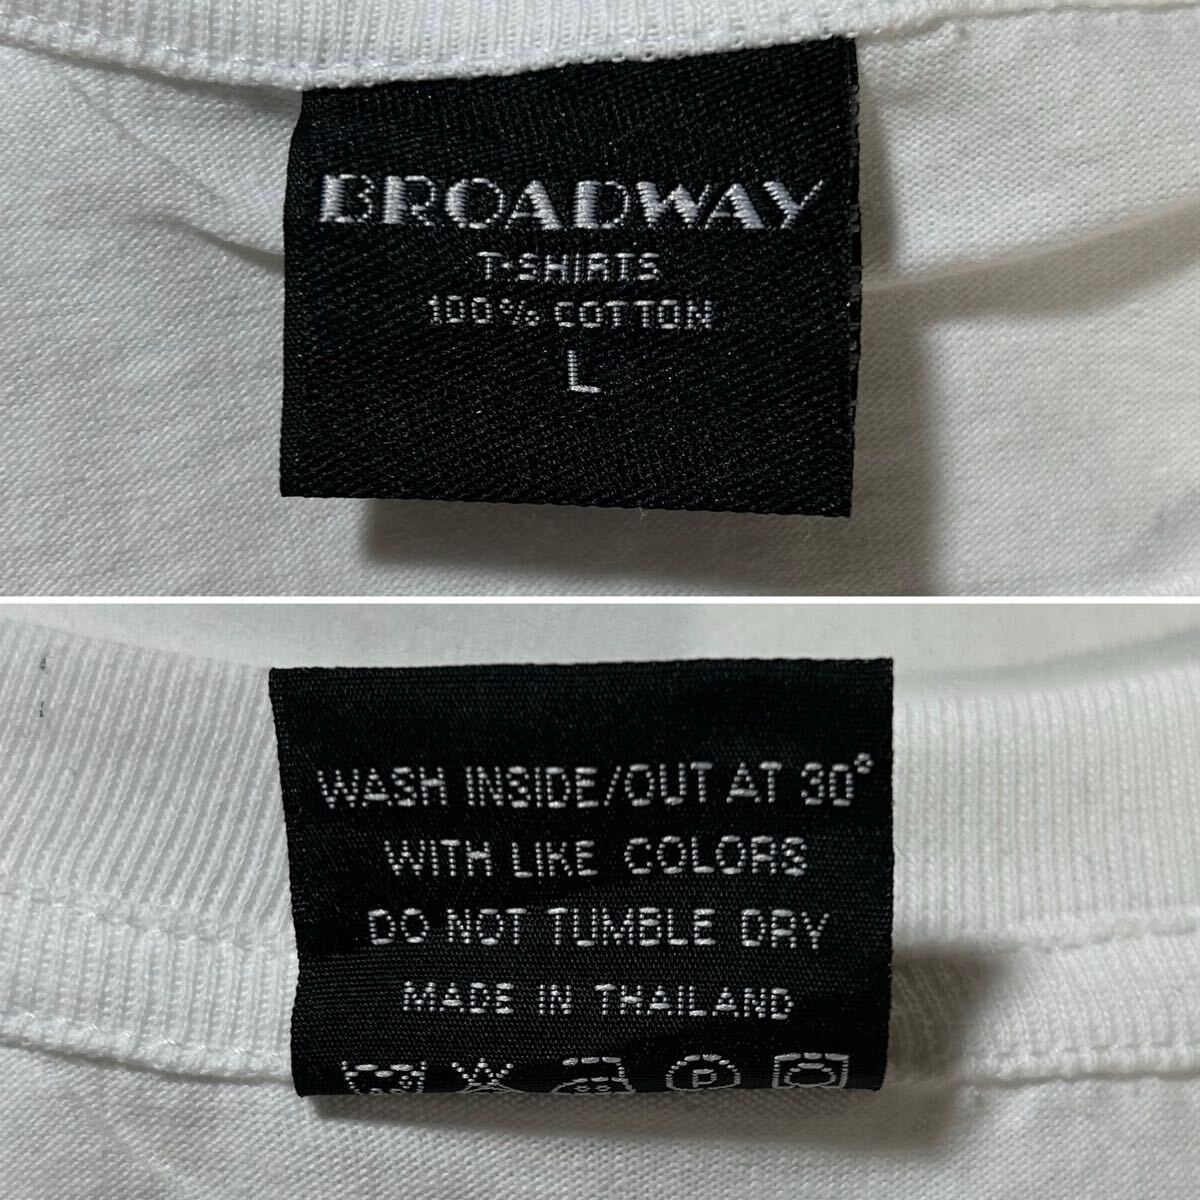 BROADWAY
T-SHIRTS
100% COTTON
L
WASH INSIDE/OUT AT 30°
WITH LIKE COLORS
DO NOT TUMBLE DRY
MADE IN THAILAND
P